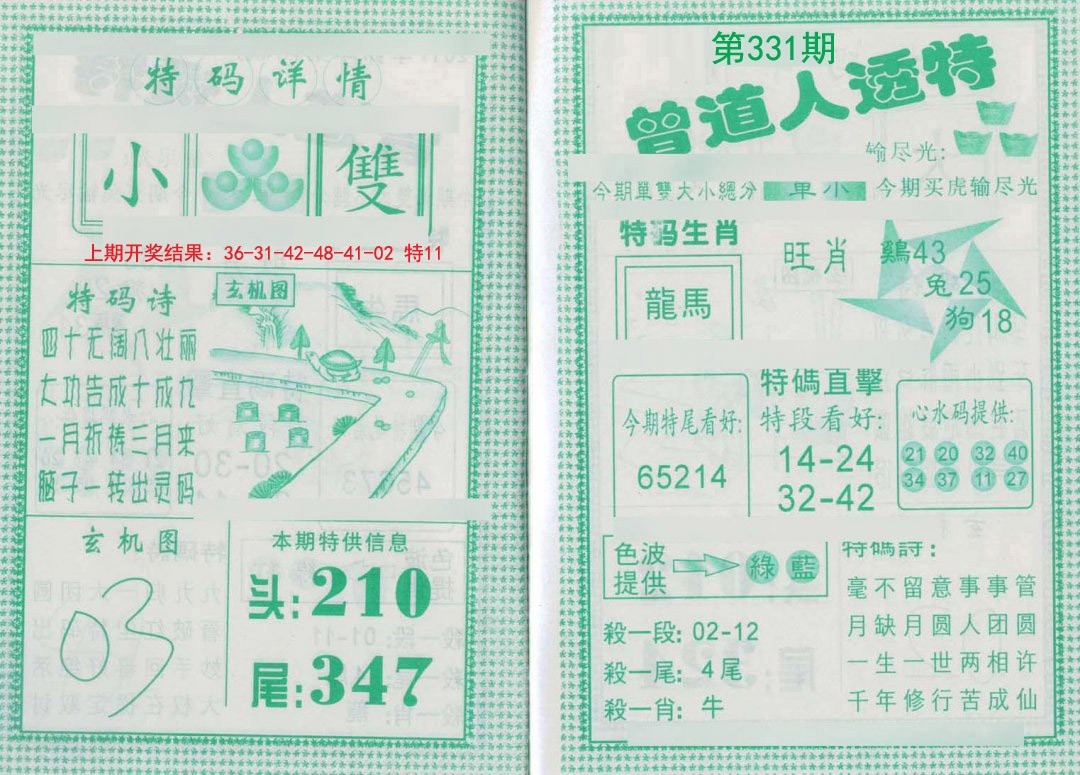 特码详情
小 雙
上期开奖结果：36-31-42-48-41-02 特11
特码诗
四十无阔八壮丽
大功告成十成九
一月祈祷三月来
脑子一转出灵码
玄机图
玄机图
03
本期特供信息
头:210
尾:347
第331期
曾道人透特
输尽光:
今期單雙大小總分 單小 今期买虎输尽光
特码生肖
龍馬
旺肖
鷄43
兔25
狗18
今期特尾看好:
65214
特碼直擊
特段看好:
14-24
32-42
心水码提供:
21 20 32 40
34 37 11 27
色波
提供
綠 藍
殺一段: 02-12
殺一尾: 4尾
殺一肖: 牛
特碼詩:
毫不留意事事管
月缺月圆人团圆
一生一世两相许
千年修行苦成仙